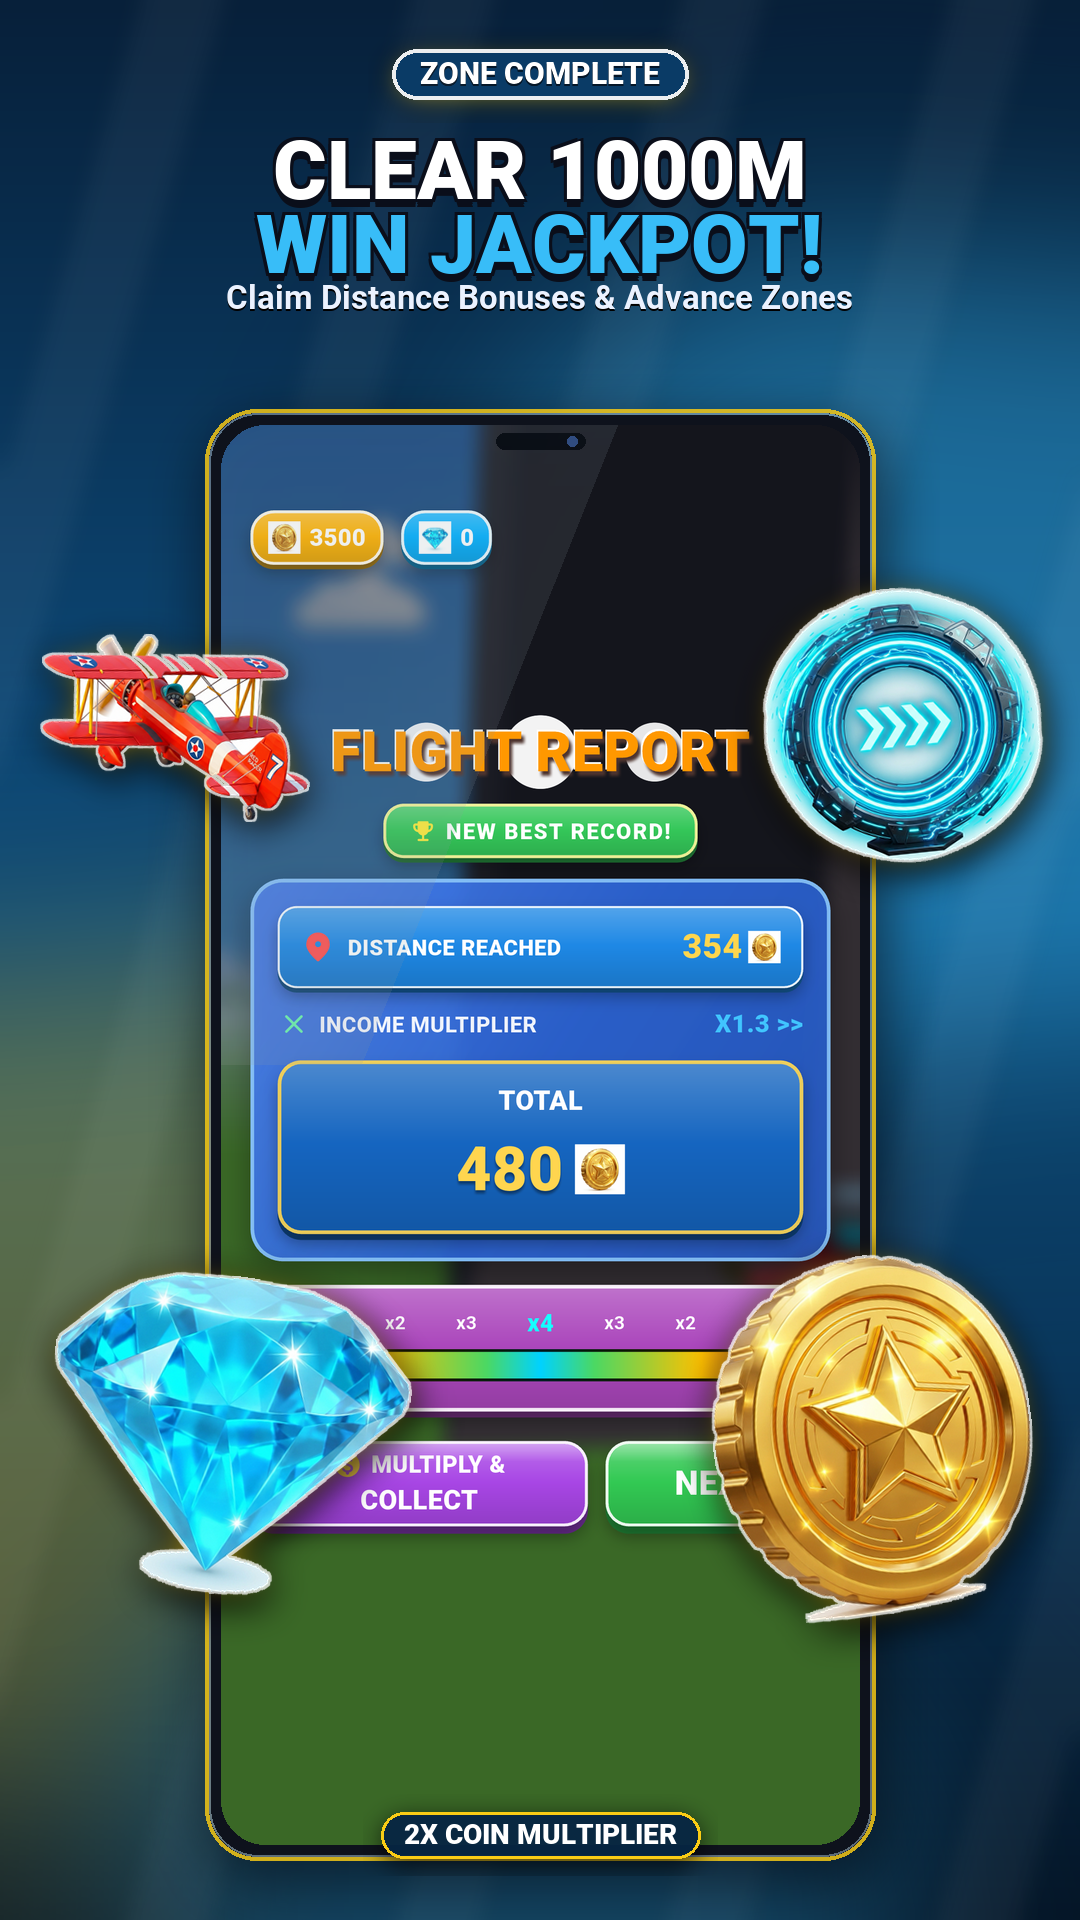 ZONE COMPLETE
CLEAR 1000M
WIN JACKPOT!
Claim Distance Bonuses & Advance Zones
3500
0
FLIGHT REPORT
7
NEW BEST RECORD!
DISTANCE REACHED 354
INCOME MULTIPLIER X1.3 >>
TOTAL
480
x2 x3 x4 x3 x2
MULTIPLY &
COLLECT
2X COIN MULTIPLIER